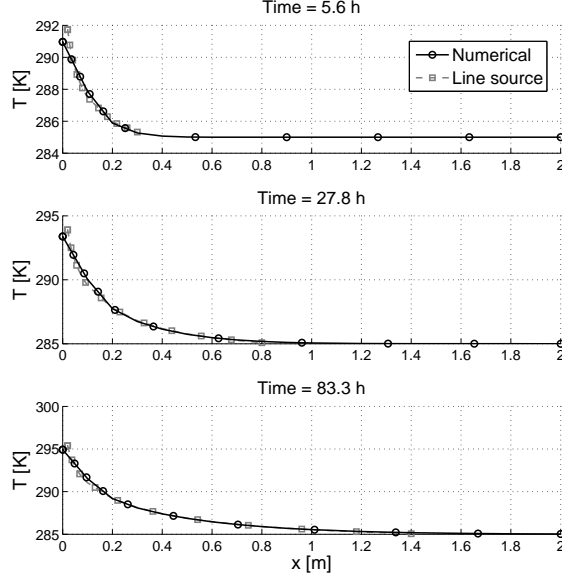 Time = 5.6 h
292
290
288
286
284
T [K]
Numerical
Line source
0 0.2 0.4 0.6 0.8 1 1.2 1.4 1.6 1.8 2
Time = 27.8 h
295
290
285
T [K]
0 0.2 0.4 0.6 0.8 1 1.2 1.4 1.6 1.8 2
Time = 83.3 h
300
295
290
285
T [K]
0 0.2 0.4 0.6 0.8 1 1.2 1.4 1.6 1.8 2
x [m]